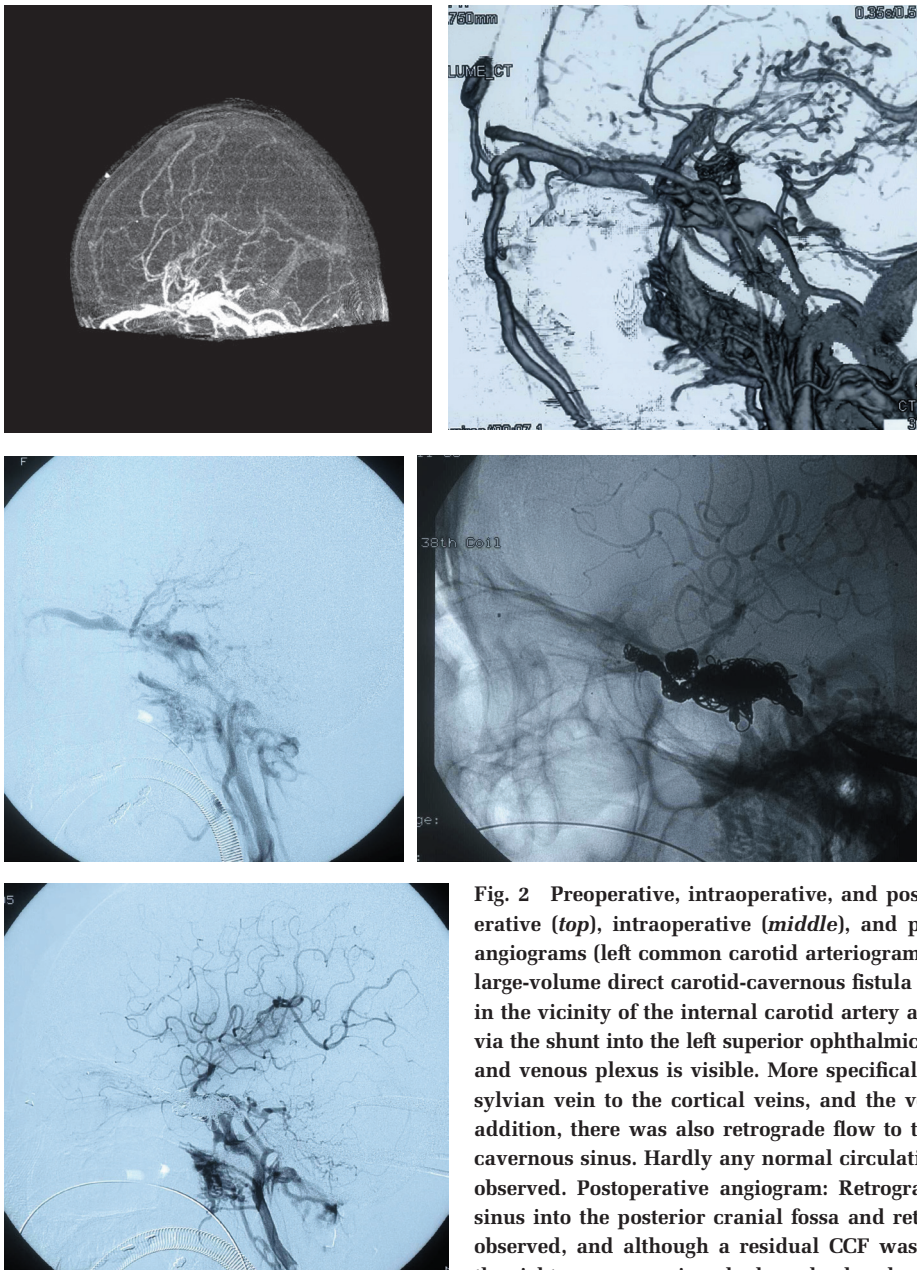 750mm
0.35s/0.5
LUME_CT
CT
3
F
38th Coil
ge:
05
Fig. 2 Preoperative, intraoperative, and pos
erative (top), intraoperative (middle), and p
angiograms (left common carotid arteriogram
large-volume direct carotid-cavernous fistula
in the vicinity of the internal carotid artery a
via the shunt into the left superior ophthalmic
and venous plexus is visible. More specifical
sylvian vein to the cortical veins, and the v
addition, there was also retrograde flow to t
cavernous sinus. Hardly any normal circulati
observed. Postoperative angiogram: Retrogra
sinus into the posterior cranial fossa and ret
observed, and although a residual CCF was